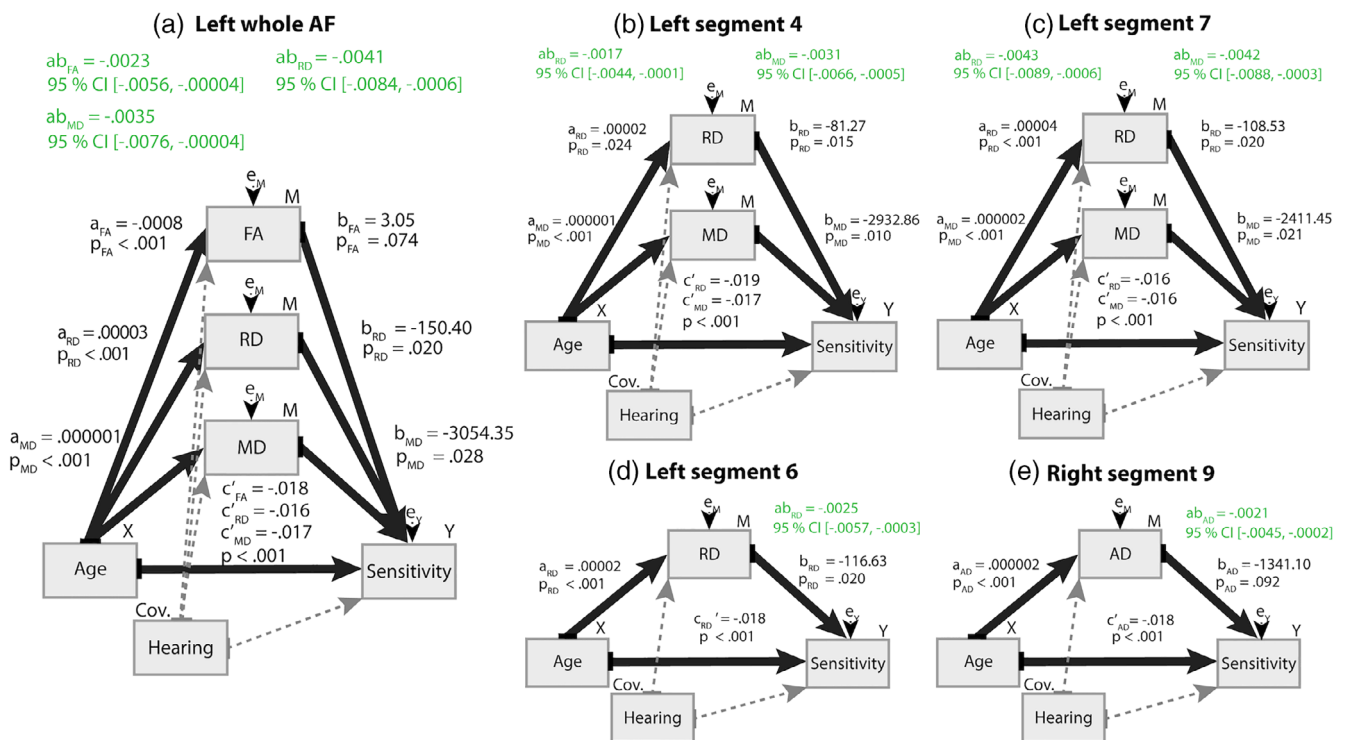 (a) Left whole AF
ab_FA = -.0023
95 % CI [-.0056, -.00004]
ab_RD = -.0041
95 % CI [-.0084, -.0006]
ab_MD = -.0035
95 % CI [-.0076, -.00004]
e_M
M
FA
a_FA = -.0008
p_FA < .001
b_FA = 3.05
p_FA = .074
e_M
M
RD
a_RD = .00003
p_RD < .001
b_RD = -150.40
p_RD = .020
e_M
M
MD
a_MD = .000001
p_MD < .001
b_MD = -3054.35
p_MD = .028
c'_FA = -.018
c'_RD = -.016
c'_MD = -.017
p < .001
X
Age
e_Y
Y
Sensitivity
Cov.
Hearing
(b) Left segment 4
ab_RD = -.0017
95 % CI [-.0044, -.0001]
ab_MD = -.0031
95 % CI [-.0066, -.0005]
e_M
M
RD
a_RD = .00002
p_RD = .024
b_RD = -81.27
p_RD = .015
e_M
M
MD
a_MD = .000001
p_MD < .001
b_MD = -2932.86
p_MD = .010
c'_RD = -.019
c'_MD = -.017
p < .001
X
Age
e_Y
Y
Sensitivity
Cov.
Hearing
(c) Left segment 7
ab_RD = -.0043
95 % CI [-.0089, -.0006]
ab_MD = -.0042
95 % CI [-.0088, -.0003]
e_M
M
RD
a_RD = .00004
p_RD < .001
b_RD = -108.53
p_RD = .020
e_M
M
MD
a_MD = .000002
p_MD < .001
b_MD = -2411.45
p_MD = .021
c'_RD = -.016
c'_MD = -.016
p < .001
X
Age
e_Y
Y
Sensitivity
Cov.
Hearing
(d) Left segment 6
ab_RD = -.0025
95 % CI [-.0057, -.0003]
e_M
M
RD
a_RD = .00002
p_RD < .001
b_RD = -116.63
p_RD = .020
c_RD' = -.018
p < .001
X
Age
e_Y
Y
Sensitivity
Cov.
Hearing
(e) Right segment 9
ab_AD = -.0021
95 % CI [-.0045, -.0002]
e_M
M
AD
a_AD = .000002
p_AD < .001
b_AD = -1341.10
p_AD = .092
c'_AD = -.018
p < .001
X
Age
e_Y
Y
Sensitivity
Cov.
Hearing